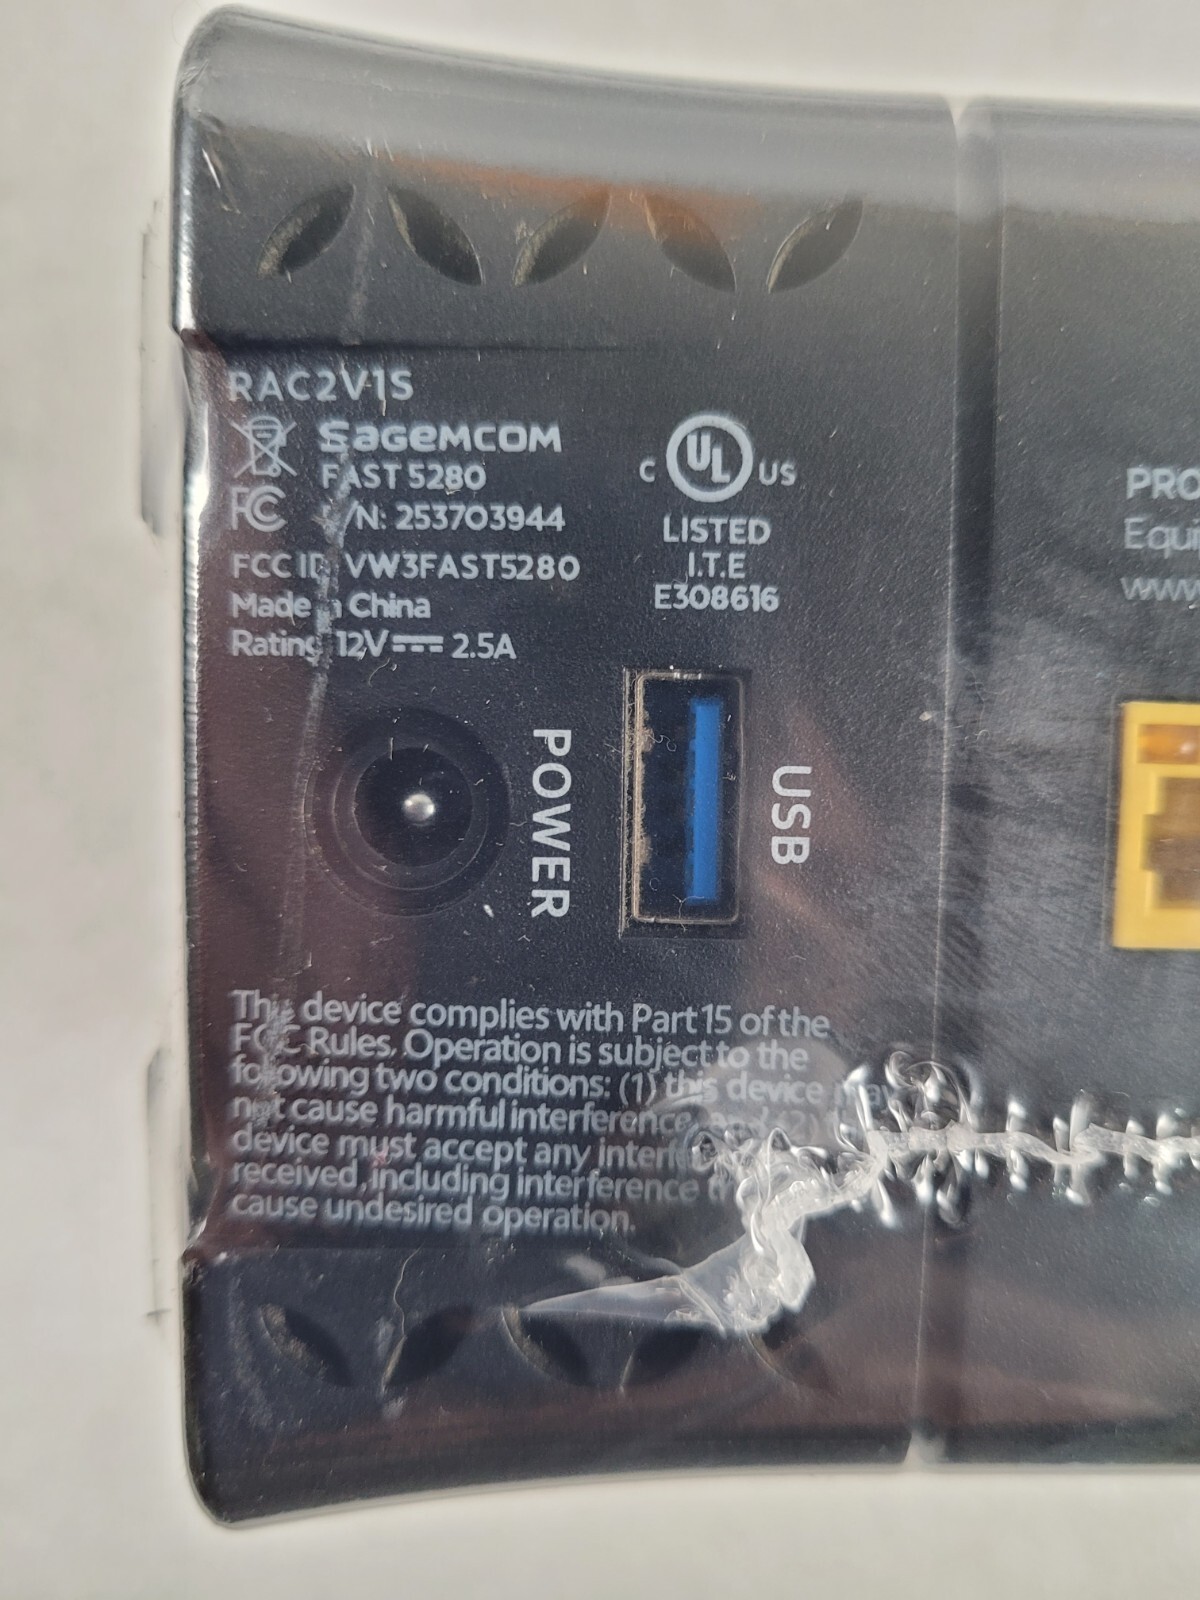 RAC2V1S
SAGEMCOM
FAST 5280
/N: 253703944
FCC ID: VW3FAST5280
Made in China
Rating 12V 2.5A
C UL US
LISTED
I.T.E
E308616
PRO
Equi
www
POWER
USB
This device complies with Part 15 of the
FCC Rules. Operation is subject to the
following two conditions: (1) this device may
not cause harmful interference, and (2)
device must accept any
received, including interference
cause undesired operation.